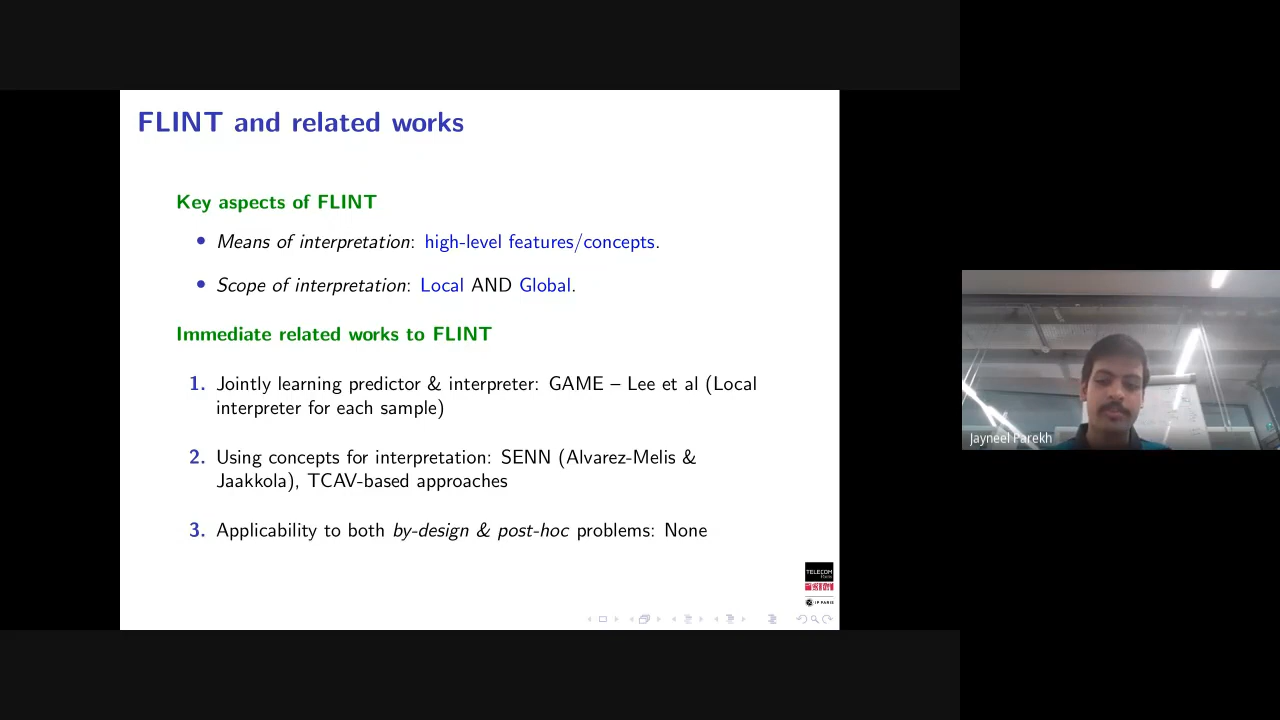 FLINT and related works
Key aspects of FLINT
• Means of interpretation: high-level features/concepts.
• Scope of interpretation: Local AND Global.
Immediate related works to FLINT
1. Jointly learning predictor & interpreter: GAME – Lee et al (Local
interpreter for each sample)
2. Using concepts for interpretation: SENN (Alvarez-Melis &
Jaakkola), TCAV-based approaches
3. Applicability to both by-design & post-hoc problems: None
Jayneel Parekh
TELECOM
Paris
IP PARIS